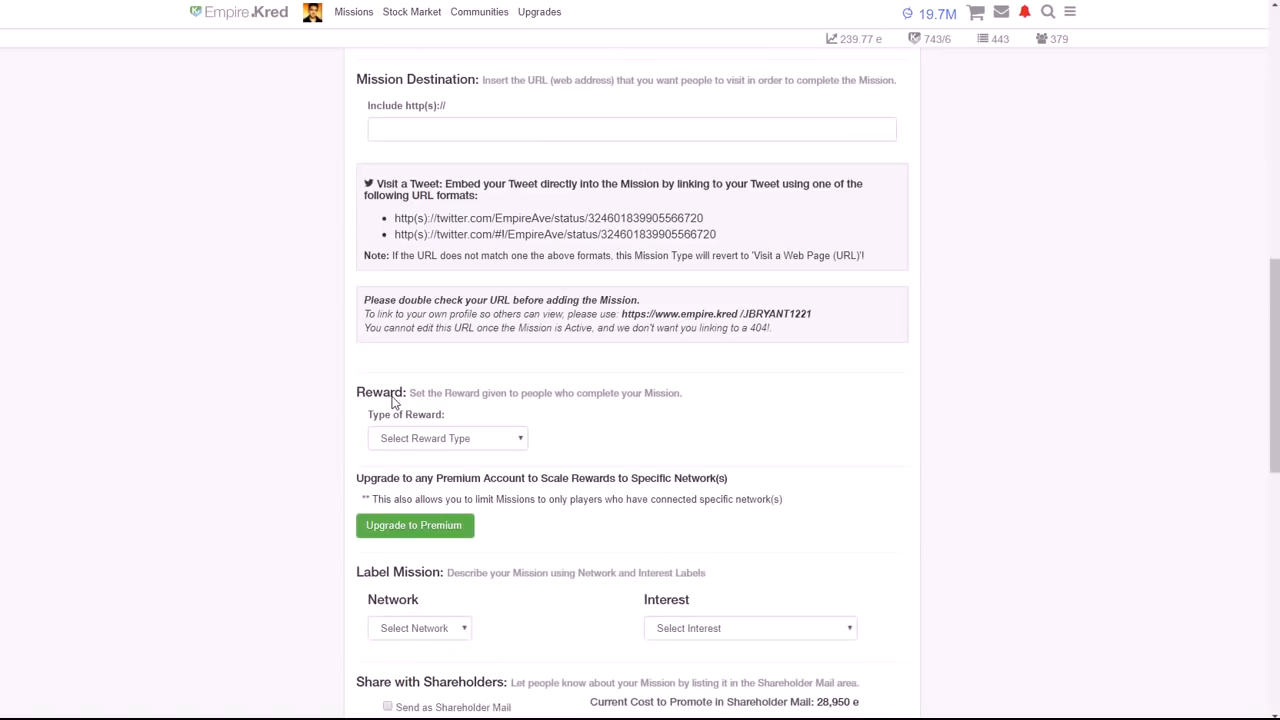 Empire.Kred Missions Stock Market Communities Upgrades 19.7M
239.77 e 743/6 443 379
Mission Destination: Insert the URL (web address) that you want people to visit in order to complete the Mission.
Include http(s)://
Visit a Tweet: Embed your Tweet directly into the Mission by linking to your Tweet using one of the
following URL formats:
• http(s)://twitter.com/EmpireAve/status/324601839905566720
• http(s)://twitter.com/#!/EmpireAve/status/324601839905566720
Note: If the URL does not match one the above formats, this Mission Type will revert to 'Visit a Web Page (URL)'!
Please double check your URL before adding the Mission.
To link to your own profile so others can view, please use: https://www.empire.kred /JBRYANT1221
You cannot edit this URL once the Mission is Active, and we don't want you linking to a 404!.
Reward: Set the Reward given to people who complete your Mission.
Type of Reward:
Select Reward Type
Upgrade to any Premium Account to Scale Rewards to Specific Network(s)
** This also allows you to limit Missions to only players who have connected specific network(s)
Upgrade to Premium
Label Mission: Describe your Mission using Network and Interest Labels
Network Interest
Select Network Select Interest
Share with Shareholders: Let people know about your Mission by listing it in the Shareholder Mail area.
Send as Shareholder Mail Current Cost to Promote in Shareholder Mail: 28,950 e